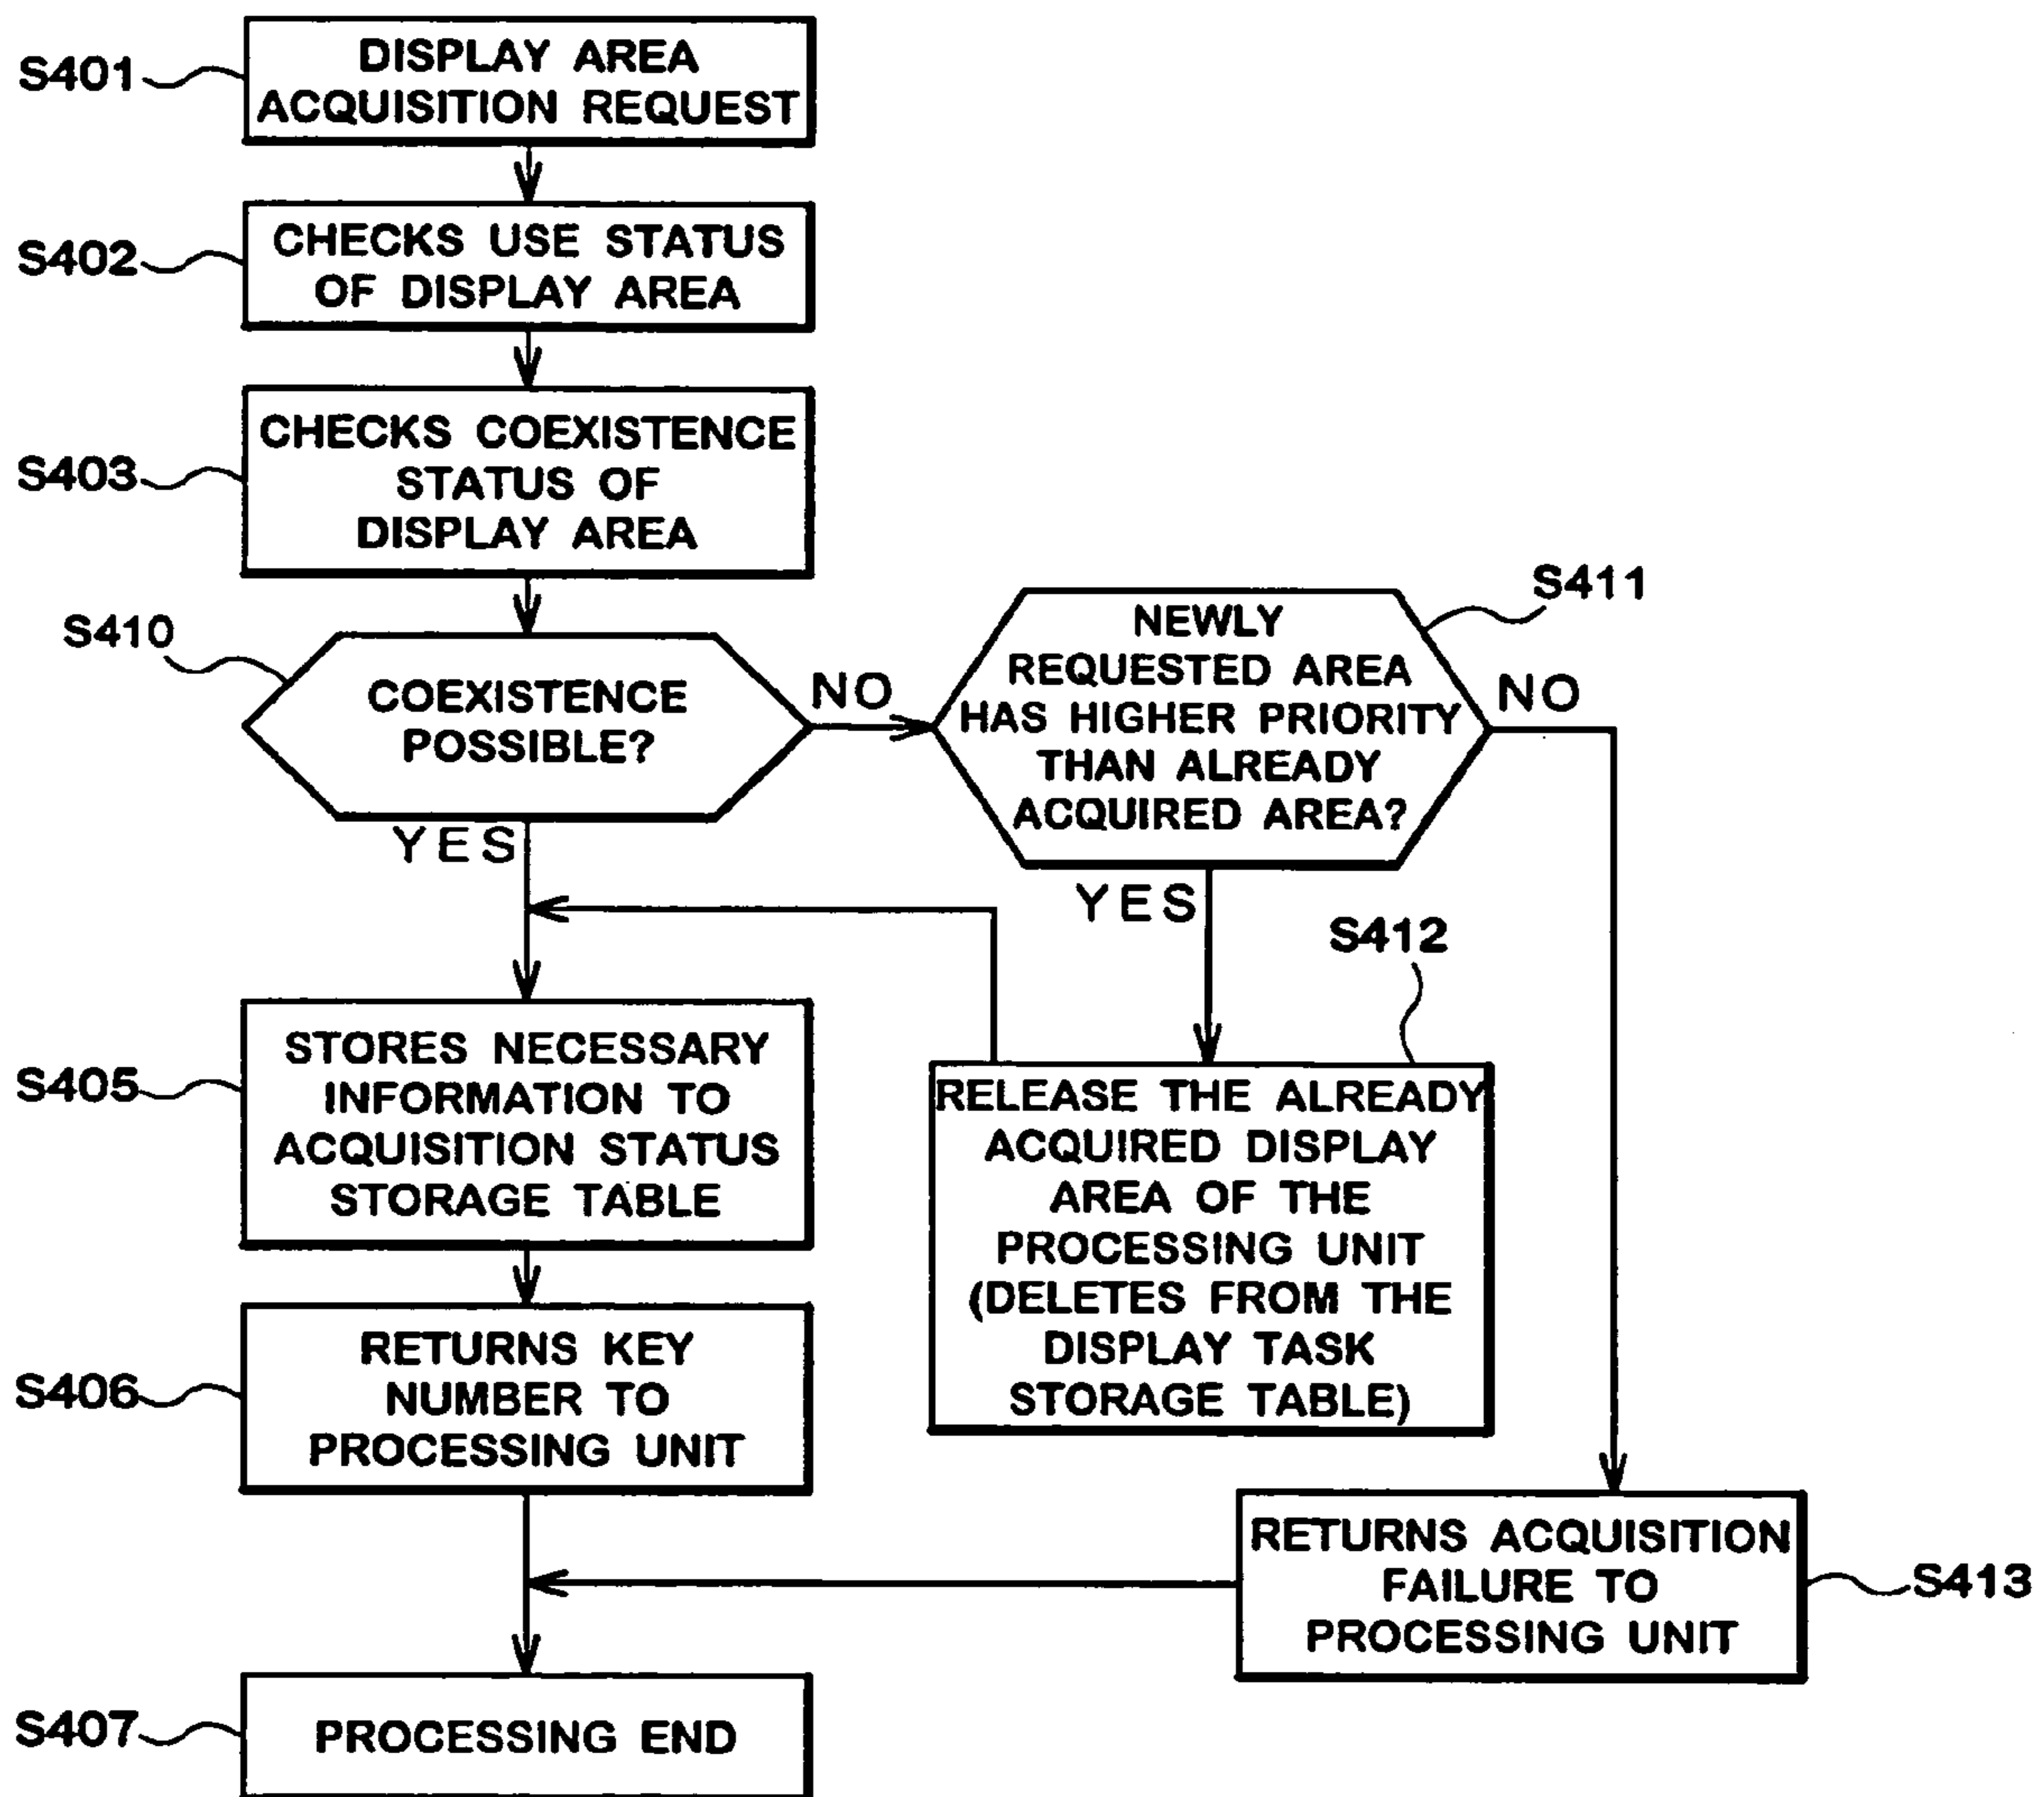 S401
DISPLAY AREA
ACQUISITION REQUEST
S402
CHECKS USE STATUS
OF DISPLAY AREA
S403
CHECKS COEXISTENCE
STATUS OF
DISPLAY AREA
S410
COEXISTENCE
POSSIBLE?
NO
YES
S411
NEWLY
REQUESTED AREA
HAS HIGHER PRIORITY
THAN ALREADY
ACQUIRED AREA?
NO
YES
S412
RELEASE THE ALREADY
ACQUIRED DISPLAY
AREA OF THE
PROCESSING UNIT
(DELETES FROM THE
DISPLAY TASK
STORAGE TABLE)
S405
STORES NECESSARY
INFORMATION TO
ACQUISITION STATUS
STORAGE TABLE
S406
RETURNS KEY
NUMBER TO
PROCESSING UNIT
RETURNS ACQUISITION
FAILURE TO
PROCESSING UNIT
S413
S407
PROCESSING END